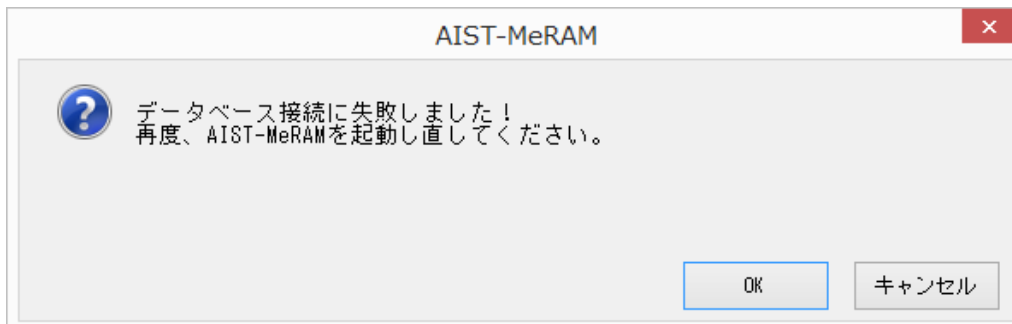 AIST-MeRAM
データベース接続に失敗しました！
再度、AIST-MeRAMを起動し直してください。
OK
キャンセル